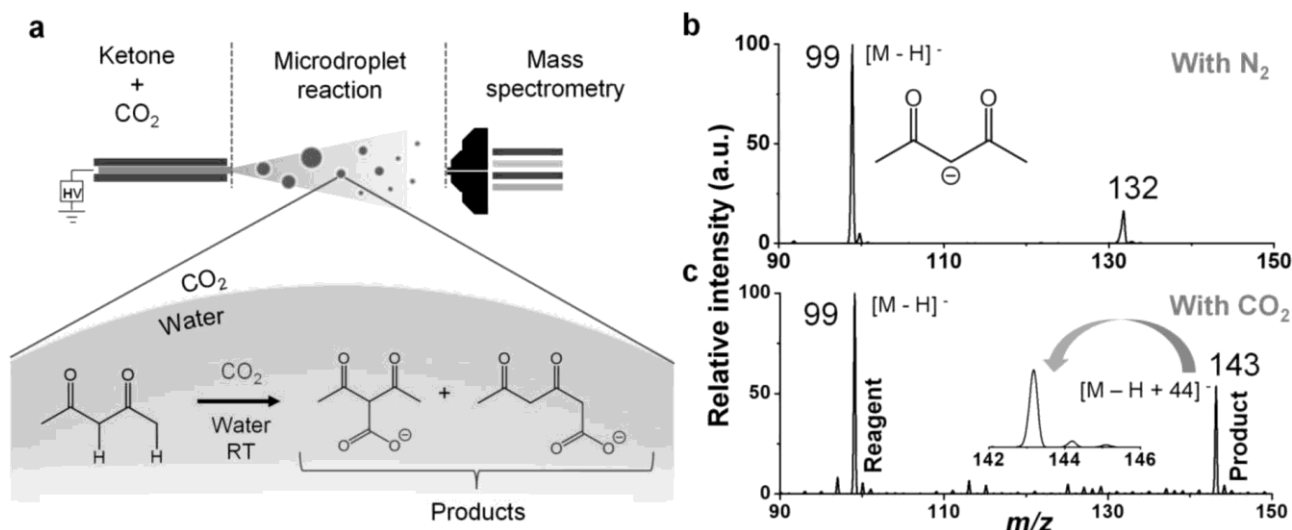 a
Ketone
+
CO₂
Microdroplet
reaction
Mass
spectrometry
HV
CO₂
Water
O O
H H
CO₂
Water
RT
O O
O O⊖
+
O O
O O⊖
Products
b
Relative intensity (a.u.)
100
50
0
99
[M - H] -
With N₂
O O
⊖
132
90 110 130 150
c
100
50
0
99
[M - H] -
With CO₂
Reagent
143
[M – H + 44] -
Product
142 144 146
90 110 130 150
m/z